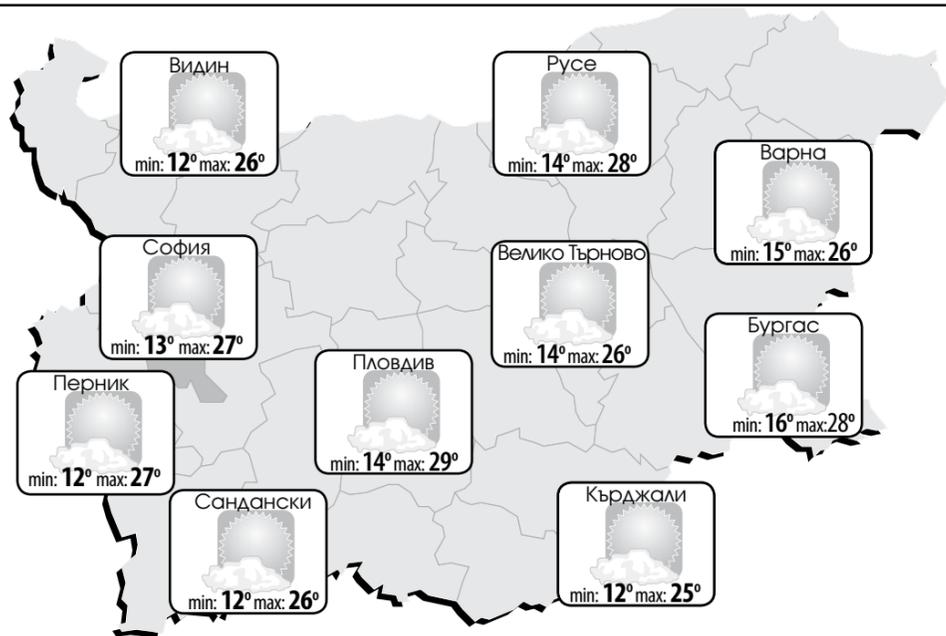 Видин
min: 12° max: 26°
Русе
min: 14° max: 28°
Варна
min: 15° max: 26°
София
min: 13° max: 27°
Велико Търново
min: 14° max: 26°
Бургас
min: 16° max: 28°
Пловдив
min: 14° max: 29°
Перник
min: 12° max: 27°
Сандански
min: 12° max: 26°
Кърджали
min: 12° max: 25°